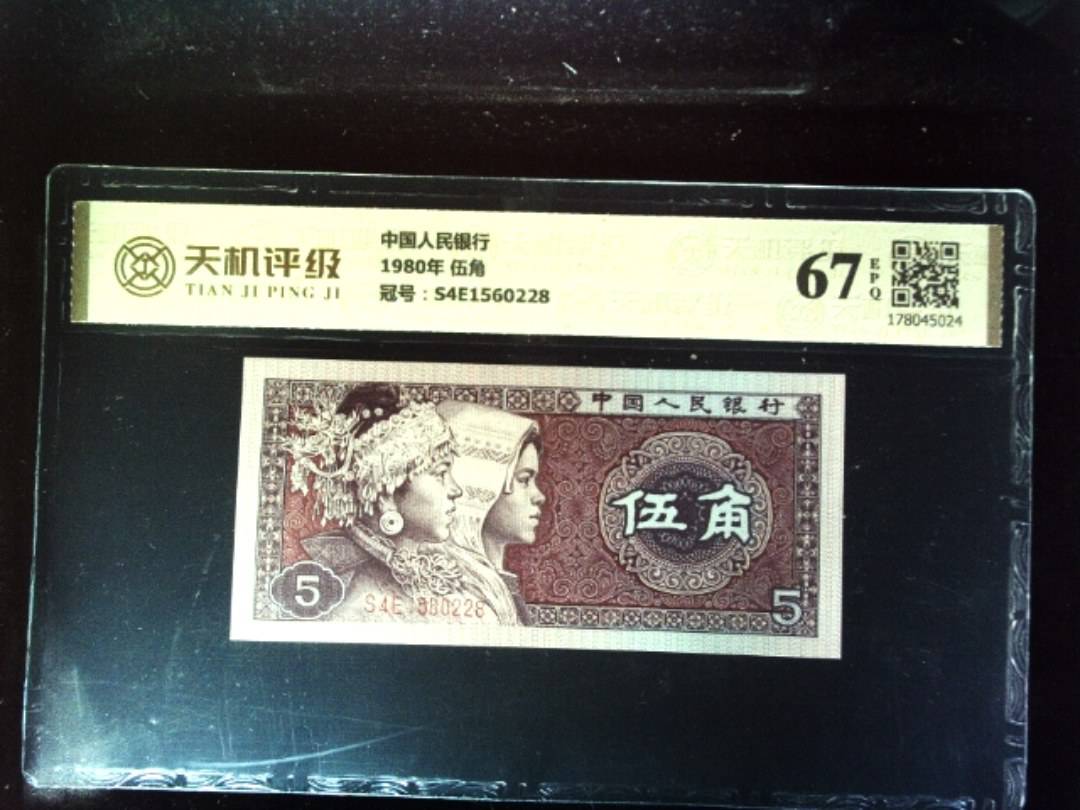 天机评级
TIAN JI PING JI
中国人民银行
1980年 伍角
冠号：S4E1560228
67
EPQ
178045024
中国人民银行
伍角
5
S4E1560228
5